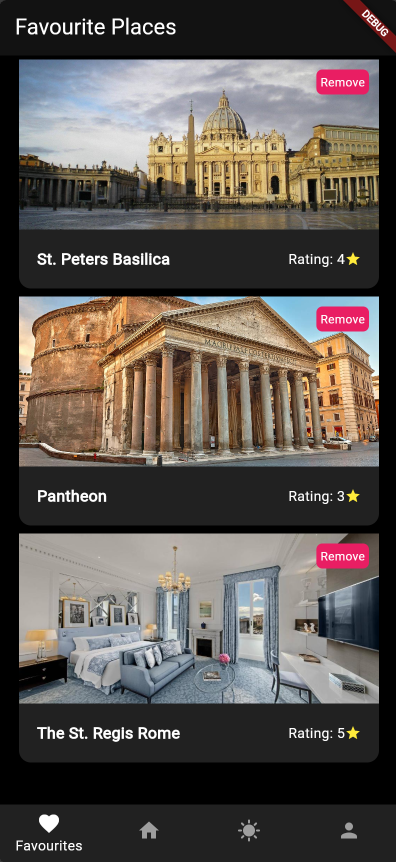 Favourite Places
DEBUG
Remove
St. Peters Basilica
Rating: 4⭐
Remove
Pantheon
Rating: 3⭐
Remove
The St. Regis Rome
Rating: 5⭐
Favourites